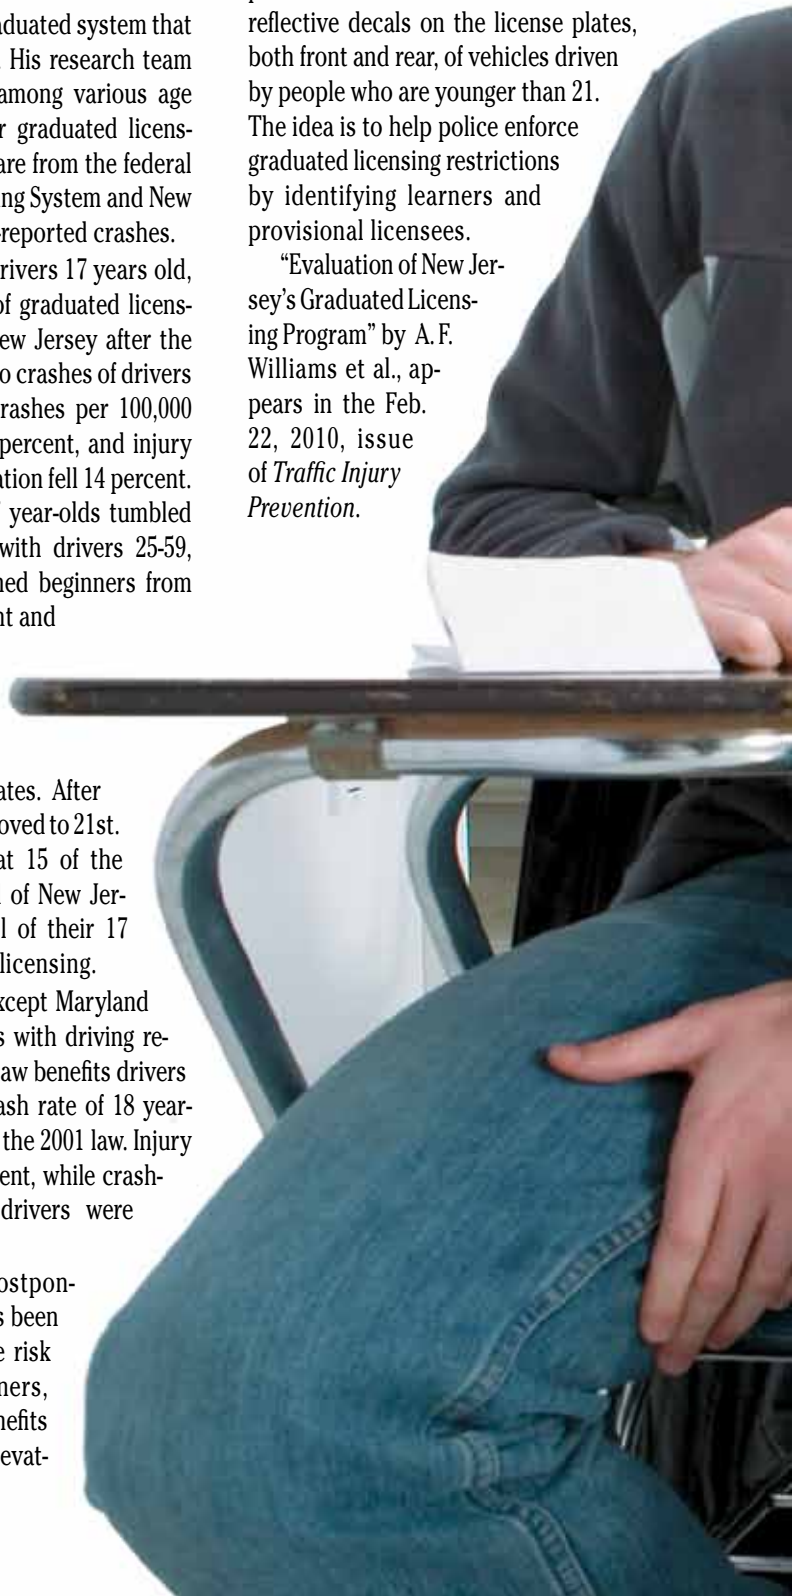 aduated system that
. His research team
among various age
r graduated licens-
are from the federal
ng System and New
-reported crashes.
rivers 17 years old,
of graduated licens-
ew Jersey after the
o crashes of drivers
rashes per 100,000
percent, and injury
ation fell 14 percent.
year-olds tumbled
with drivers 25-59,
ned beginners from
nt and
ates. After
oved to 21st.
at 15 of the
of New Jer-
l of their 17
licensing.
xcept Maryland
s with driving re-
aw benefits drivers
ash rate of 18 year-
the 2001 law. Injury
ent, while crash-
drivers were
ostpon-
s been
e risk
ners,
nefits
evat-
reflective decals on the license plates,
both front and rear, of vehicles driven
by people who are younger than 21.
The idea is to help police enforce
graduated licensing restrictions
by identifying learners and
provisional licensees.
“Evaluation of New Jer-
sey’s Graduated Licens-
ing Program” by A. F.
Williams et al., ap-
pears in the Feb.
22, 2010, issue
of Traffic Injury
Prevention.